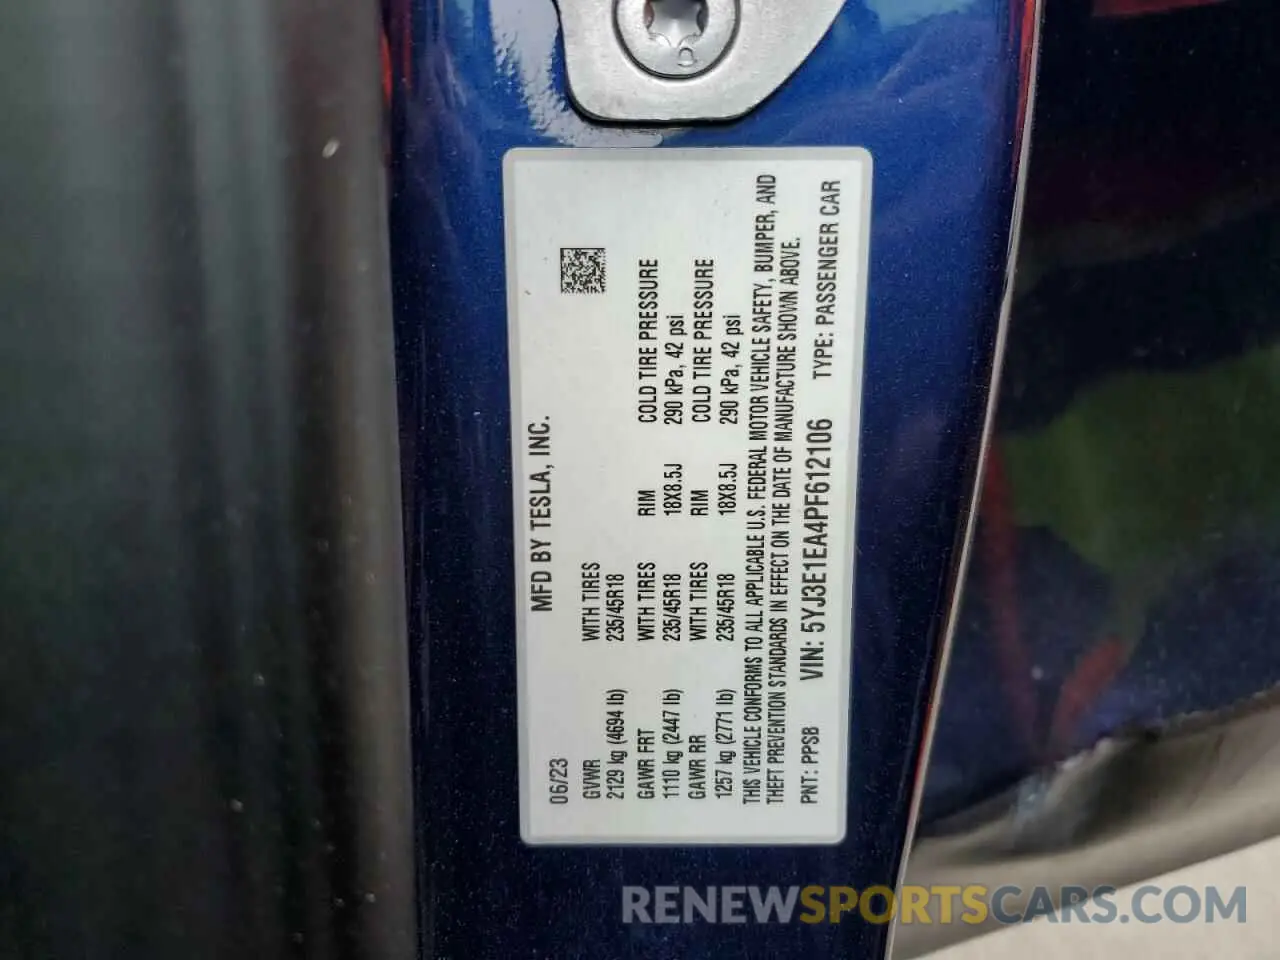 MFD BY TESLA, INC.
06/23
GVWR WITH TIRES
2129 kg (4694 lb) 235/45R18
GAWR FRT WITH TIRES RIM COLD TIRE PRESSURE
1110 kg (2447 lb) 235/45R18 18X8.5J 290 kPa, 42 psi
GAWR RR WITH TIRES RIM COLD TIRE PRESSURE
1257 kg (2771 lb) 235/45R18 18X8.5J 290 kPa, 42 psi
THIS VEHICLE CONFORMS TO ALL APPLICABLE U.S. FEDERAL MOTOR VEHICLE SAFETY, BUMPER, AND
THEFT PREVENTION STANDARDS IN EFFECT ON THE DATE OF MANUFACTURE SHOWN ABOVE.
PNT: PPSB VIN: 5YJ3E1EA4PF612106 TYPE: PASSENGER CAR
RENEWSPORTSCARS.COM